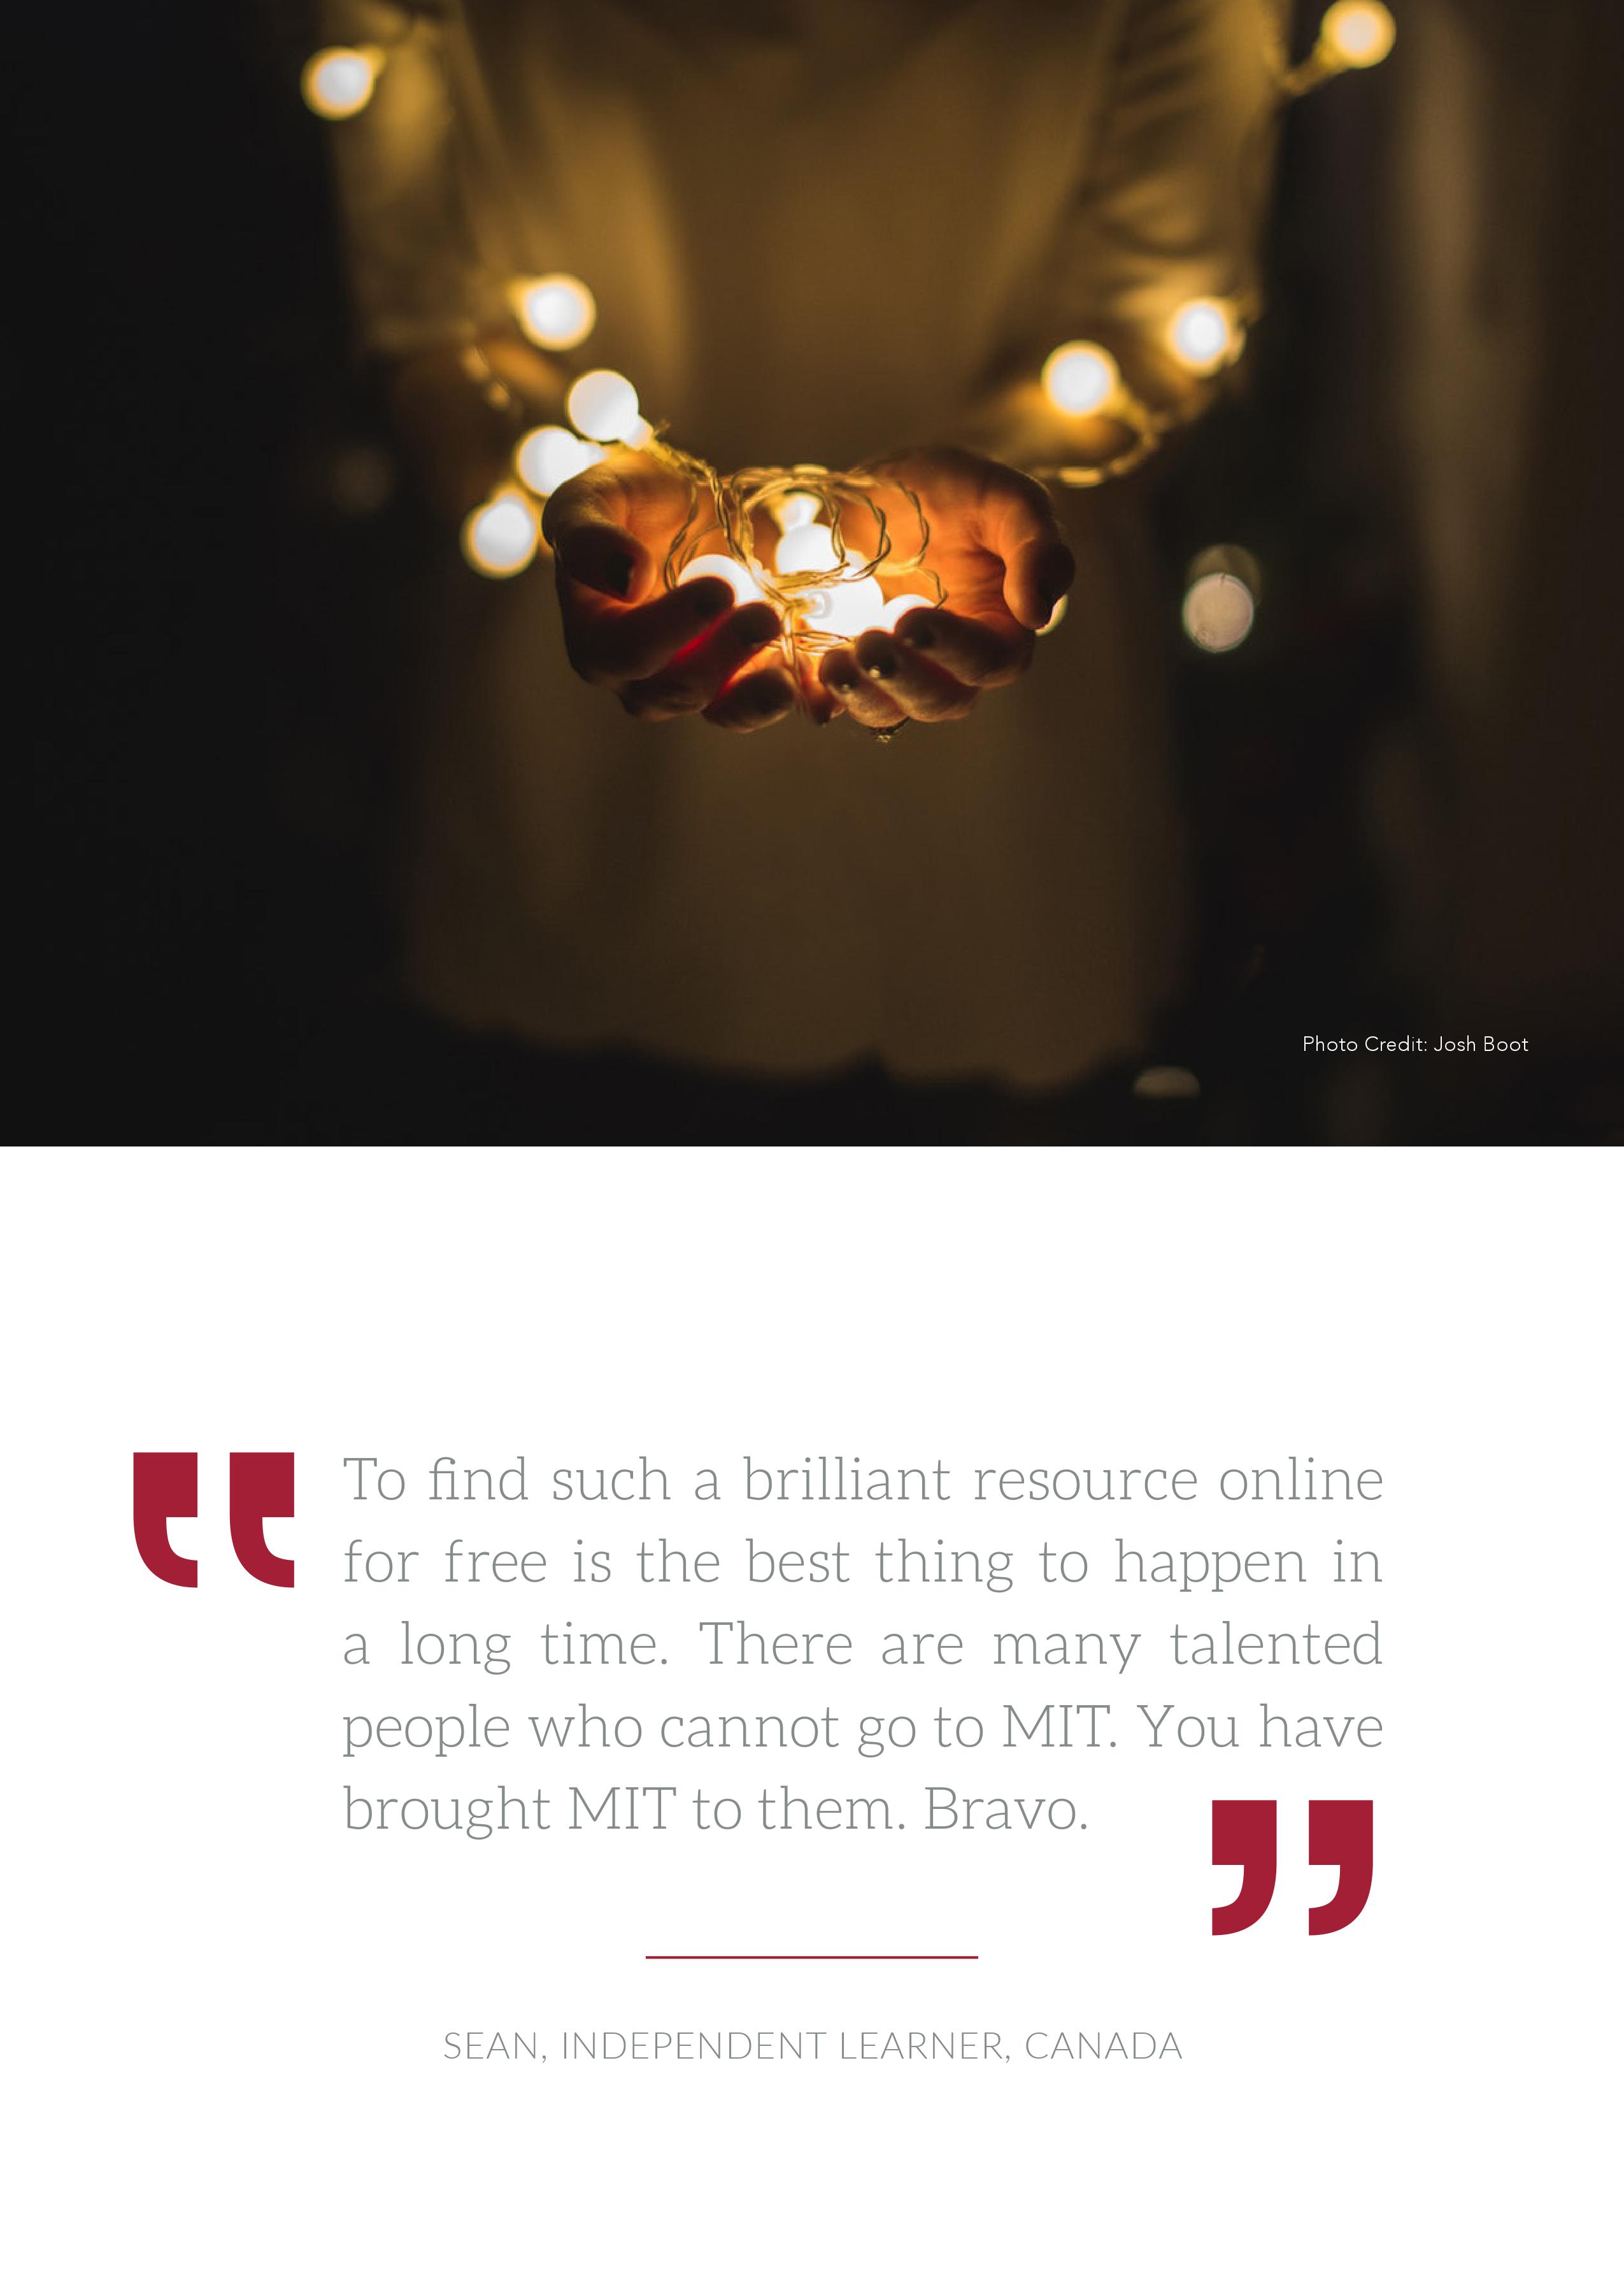 Photo Credit: Josh Boot
“To find such a brilliant resource online
for free is the best thing to happen in
a long time. There are many talented
people who cannot go to MIT. You have
brought MIT to them. Bravo.”
SEAN, INDEPENDENT LEARNER, CANADA